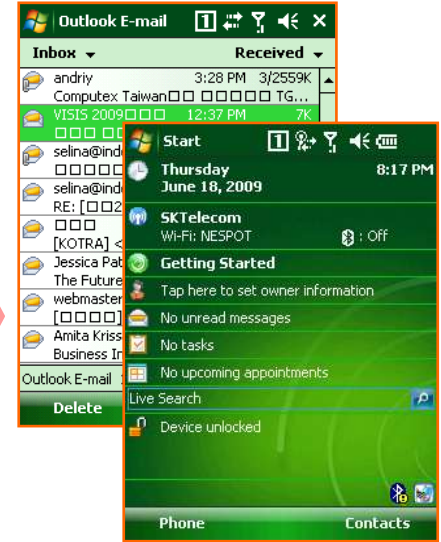 Outlook E-mail
Inbox
Received
andriy 3:28 PM 3/2559K
Computex Taiwan□□ □□□□□ TG...
VISIS 2009□□□ 12:37 PM 7K
□□□
selina@ind
□□□□
selina@ind
RE: [□□2
□□□
[KOTRA] <
Jessica Pat
The Future
webmaster
[□□□□]
Amita Kriss
Business In
Outlook E-mail
Delete
Start
Thursday 8:17 PM
June 18, 2009
SKTelecom
Wi-Fi: NESPOT : Off
Getting Started
Tap here to set owner information
No unread messages
No tasks
No upcoming appointments
Live Search
Device unlocked
Phone Contacts